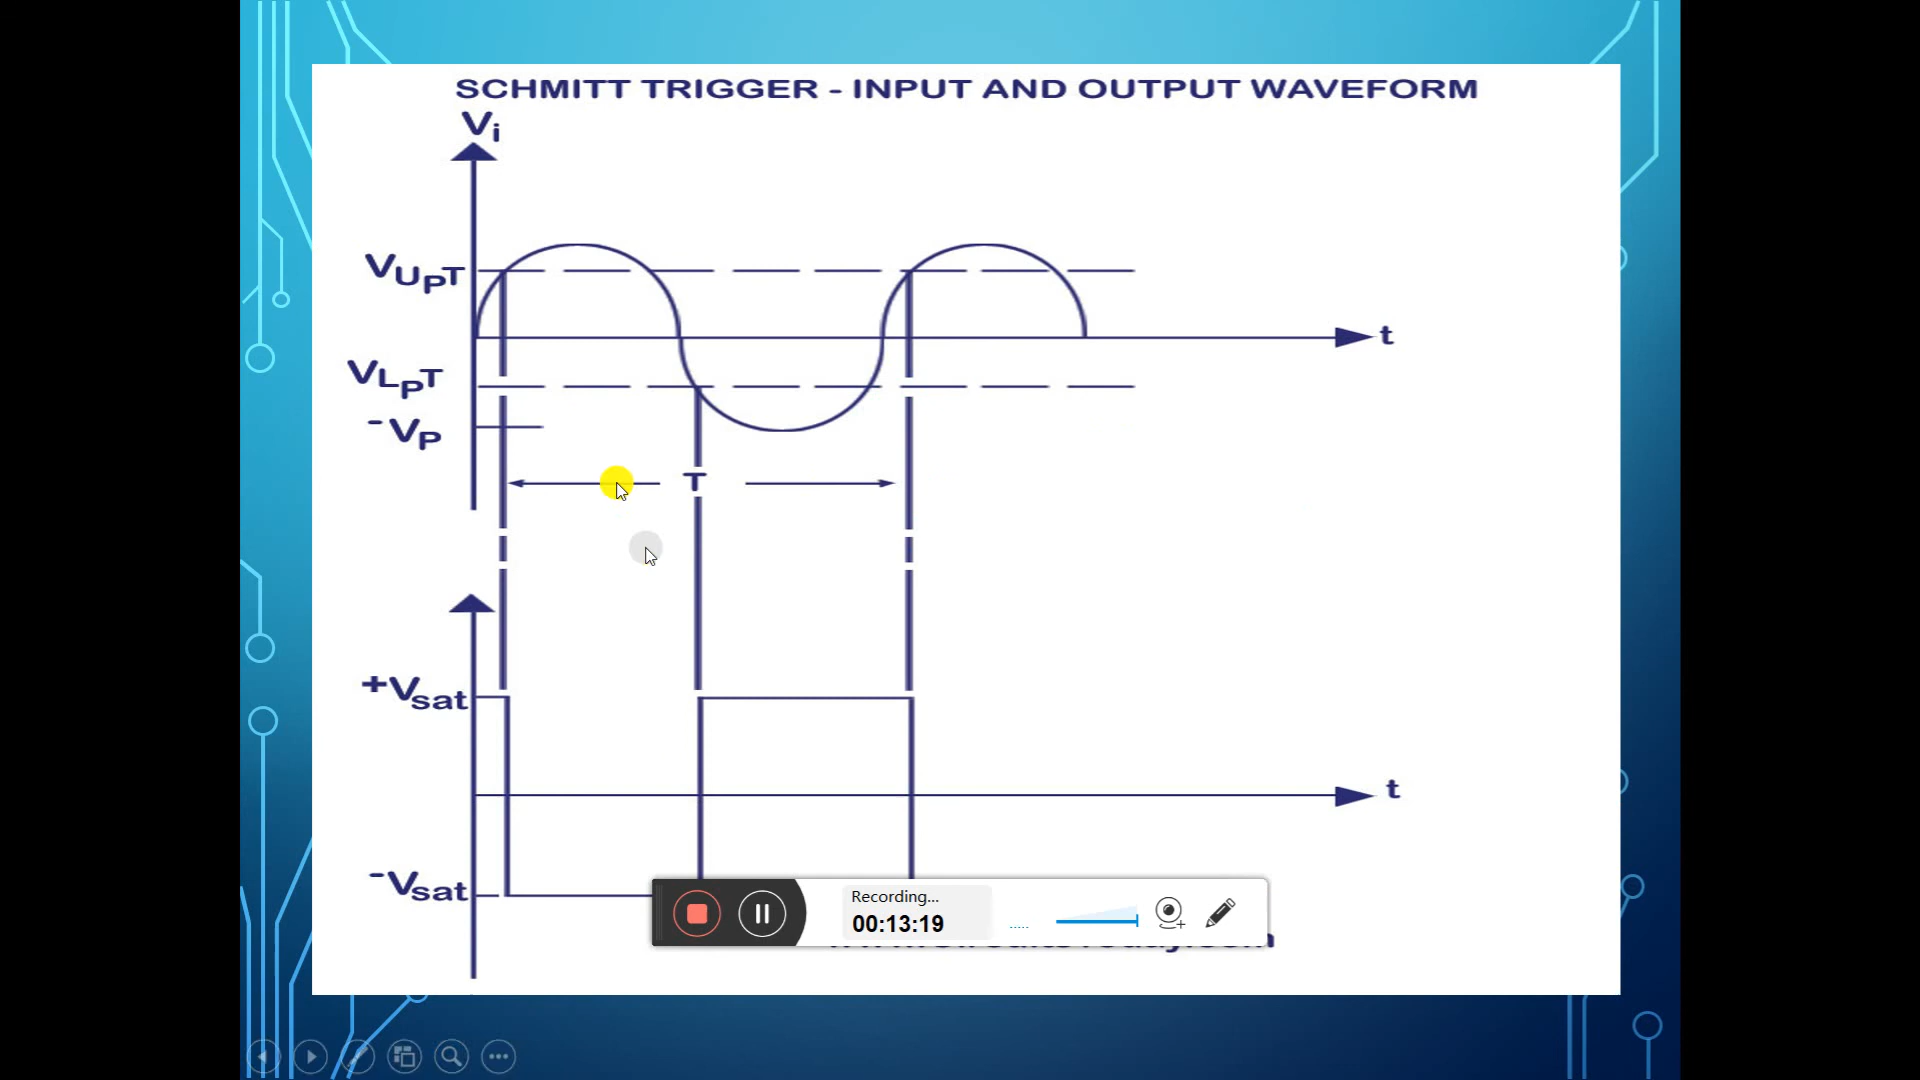 SCHMITT TRIGGER - INPUT AND OUTPUT WAVEFORM
Vi
VUPT
t
VLPT
-VP
T
+Vsat
t
-Vsat
Recording...
00:13:19